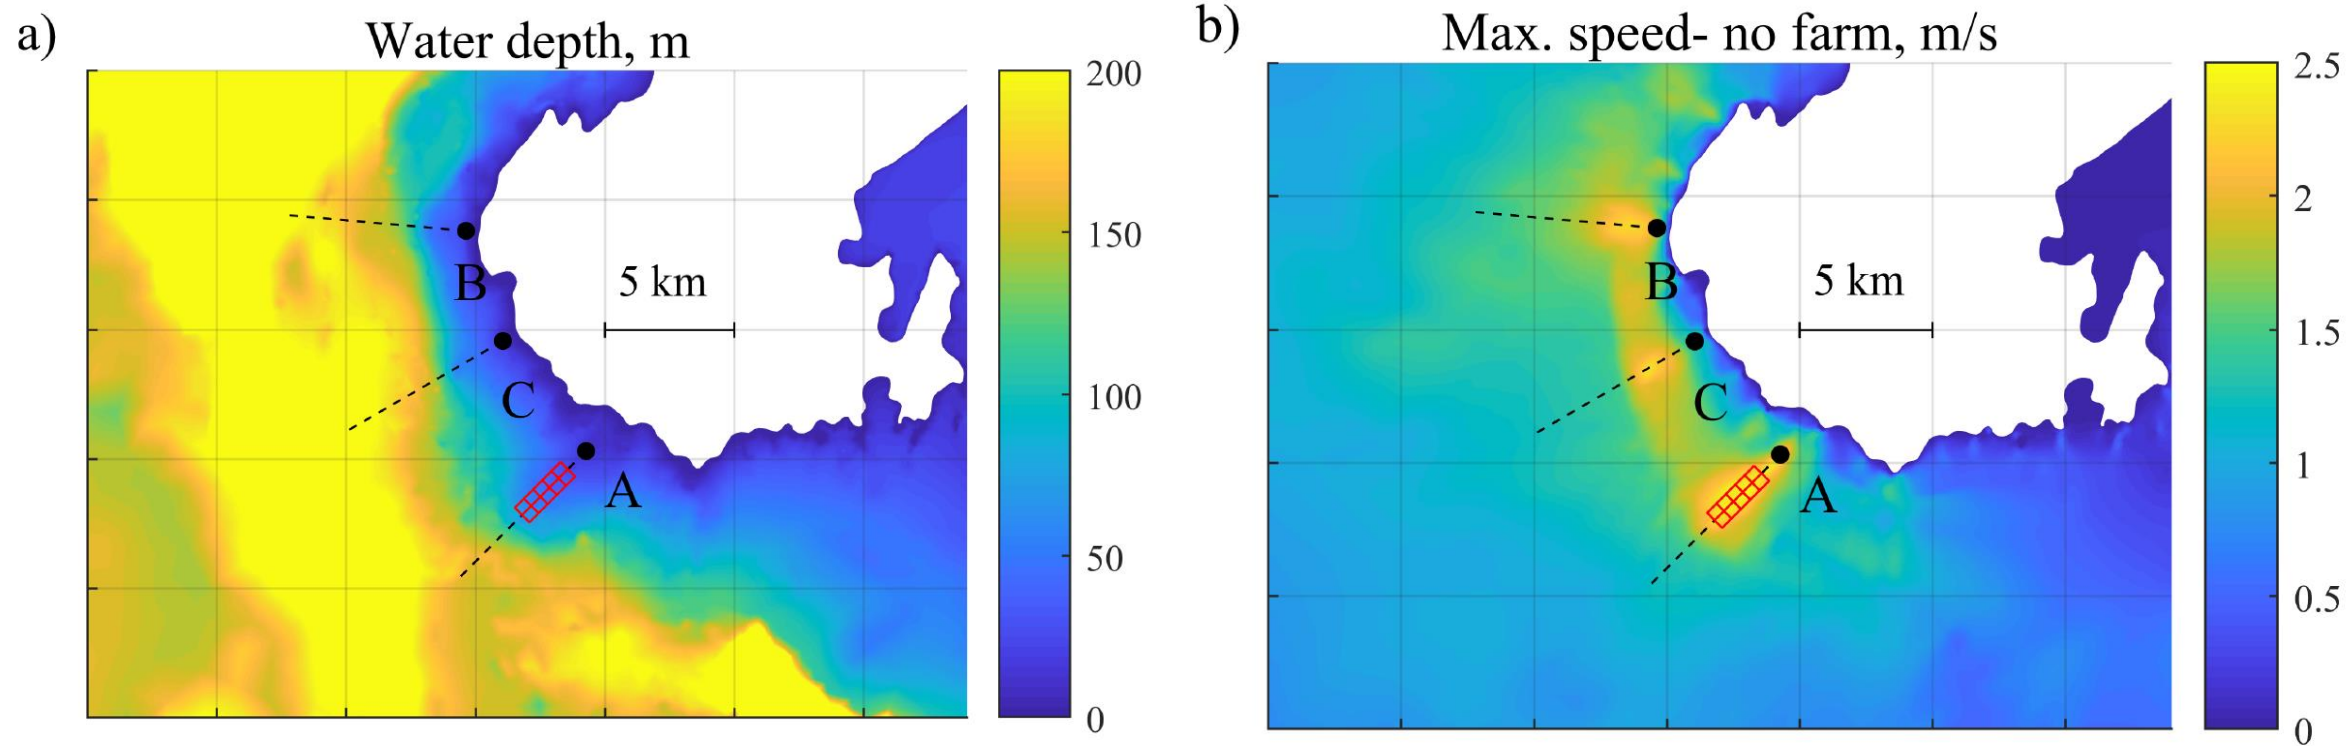 a)
Water depth, m
B
C
A
5 km
200
150
100
50
0
b)
Max. speed- no farm, m/s
B
C
A
5 km
2.5
2
1.5
1
0.5
0